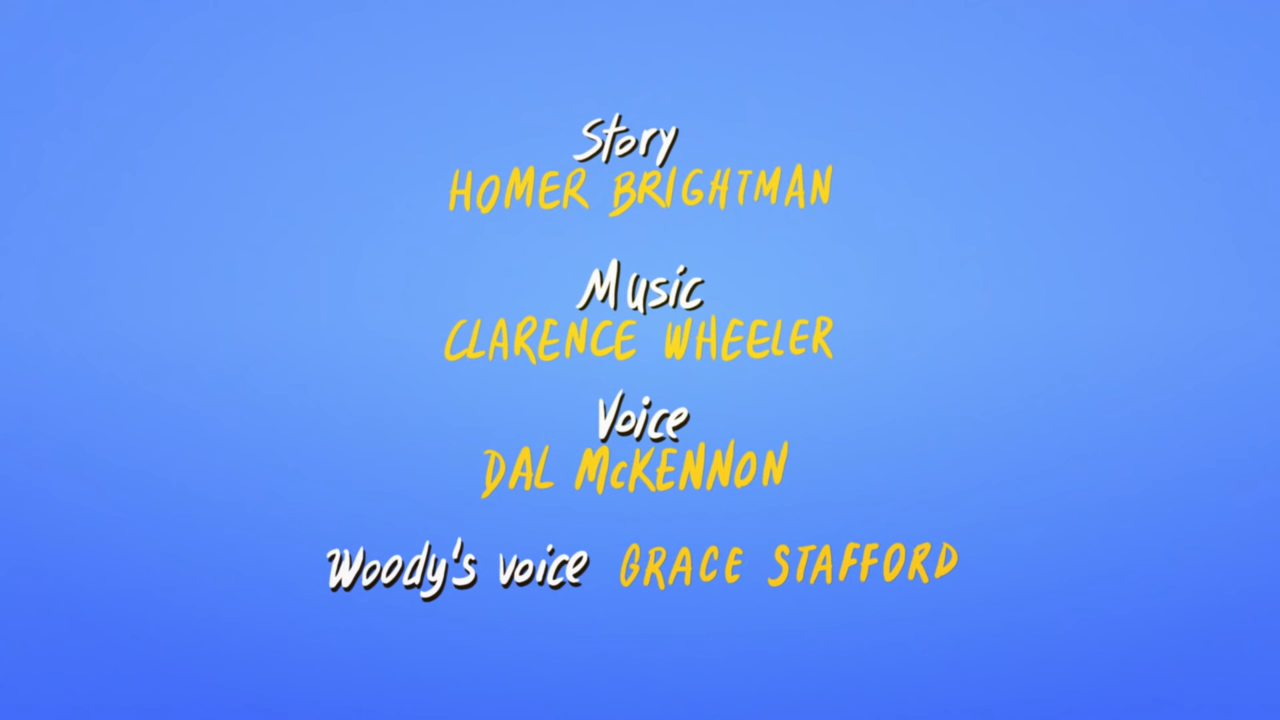 Story
HOMER BRIGHTMAN
Music
CLARENCE WHEELER
Voice
DAL McKENNON
Woody's voice GRACE STAFFORD